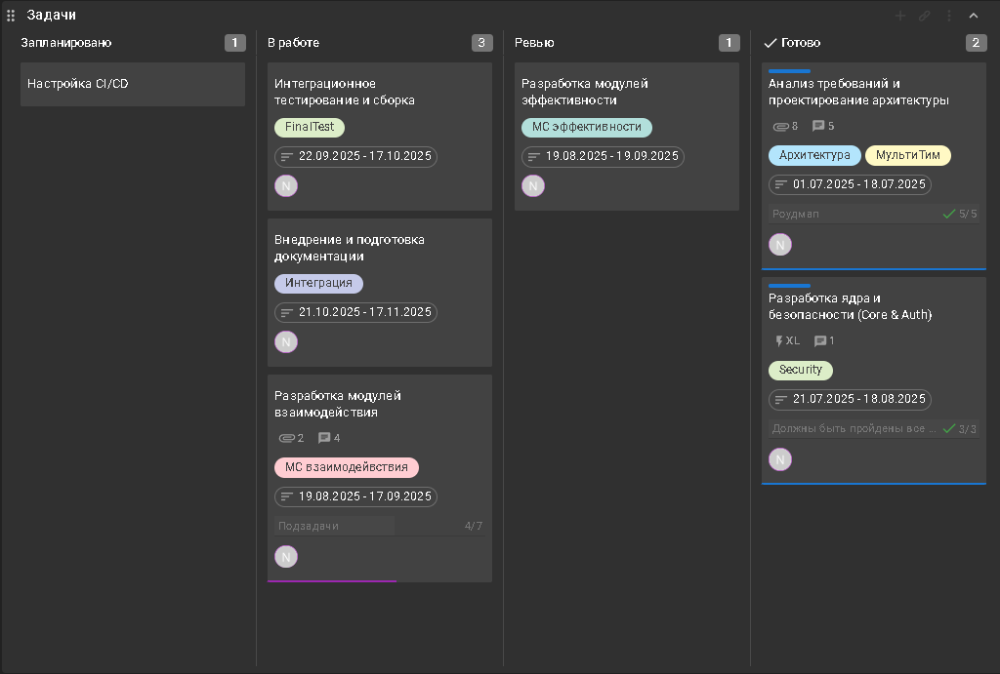 Задачи
Запланировано 1
Настройка CI/CD
В работе 3
Интеграционное
тестирование и сборка
FinalTest
22.09.2025 - 17.10.2025
N
Внедрение и подготовка
документации
Интеграция
21.10.2025 - 17.11.2025
N
Разработка модулей
взаимодействия
2 4
МС взаимодейвствия
19.08.2025 - 17.09.2025
Подзадачи 4/7
N
Ревью 1
Разработка модулей
эффективности
МС эффективности
19.08.2025 - 19.09.2025
N
Готово 2
Анализ требований и
проектирование архитектуры
8 5
Архитектура МультиТим
01.07.2025 - 18.07.2025
Роудмап 5/5
N
Разработка ядра и
безопасности (Core & Auth)
XL 1
Security
21.07.2025 - 18.08.2025
Должны быть пройдены все ... 3/3
N